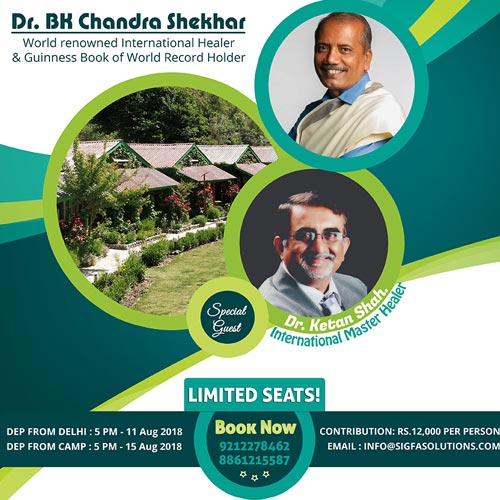 Dr. BK Chandra Shekhar
World renowned International Healer
& Guinness Book of World Record Holder
Special
Guest
Dr. Ketan Shah.
International Master Healer
LIMITED SEATS!
DEP FROM DELHI : 5 PM - 11 Aug 2018
DEP FROM CAMP : 5 PM - 15 Aug 2018
Book Now
9212278462
8861215587
CONTRIBUTION: RS.12,000 PER PERSON
EMAIL : INFO@SIGFASOLUTIONS.COM